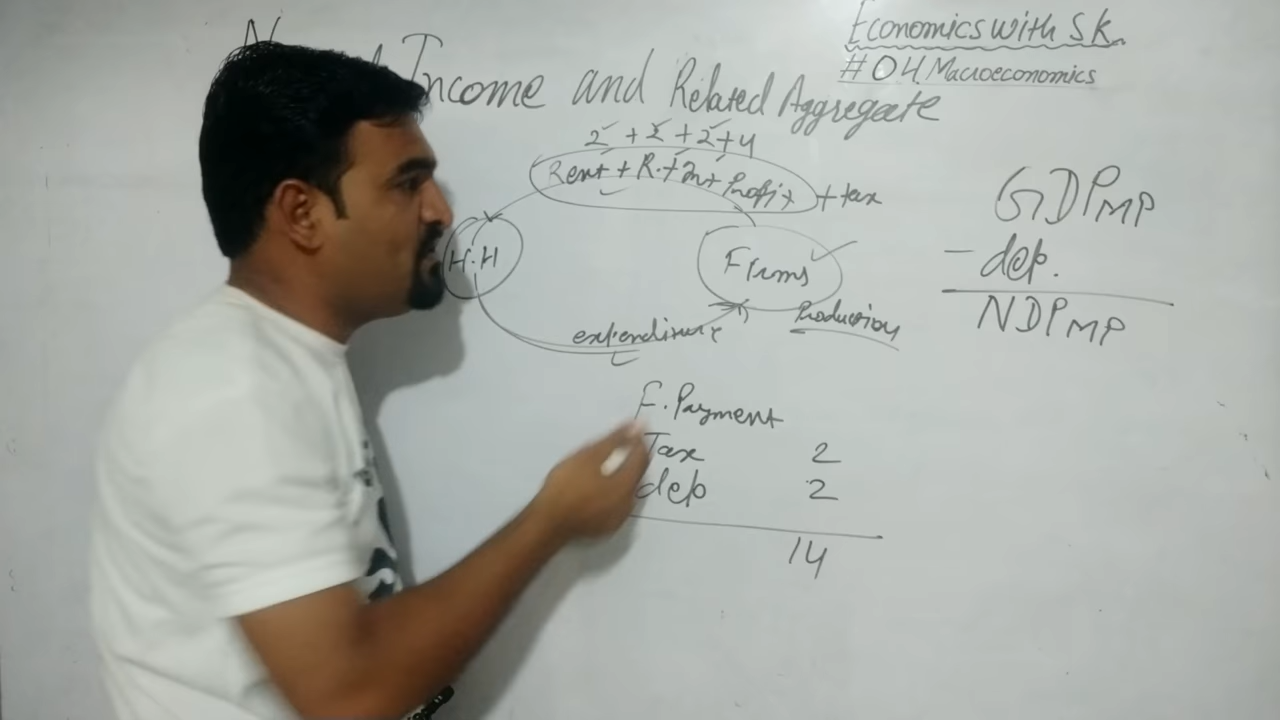 Economics with S.K.
#04 Macroeconomics
Income and Related Aggregate
2 + 2 + 2 + 4
Rent + R. + In + Profit + tax
H.H
Firms
Production
expenditure
GDPMP
- dep.
NDPMP
F. Payment
Tax 2
dep 2
14